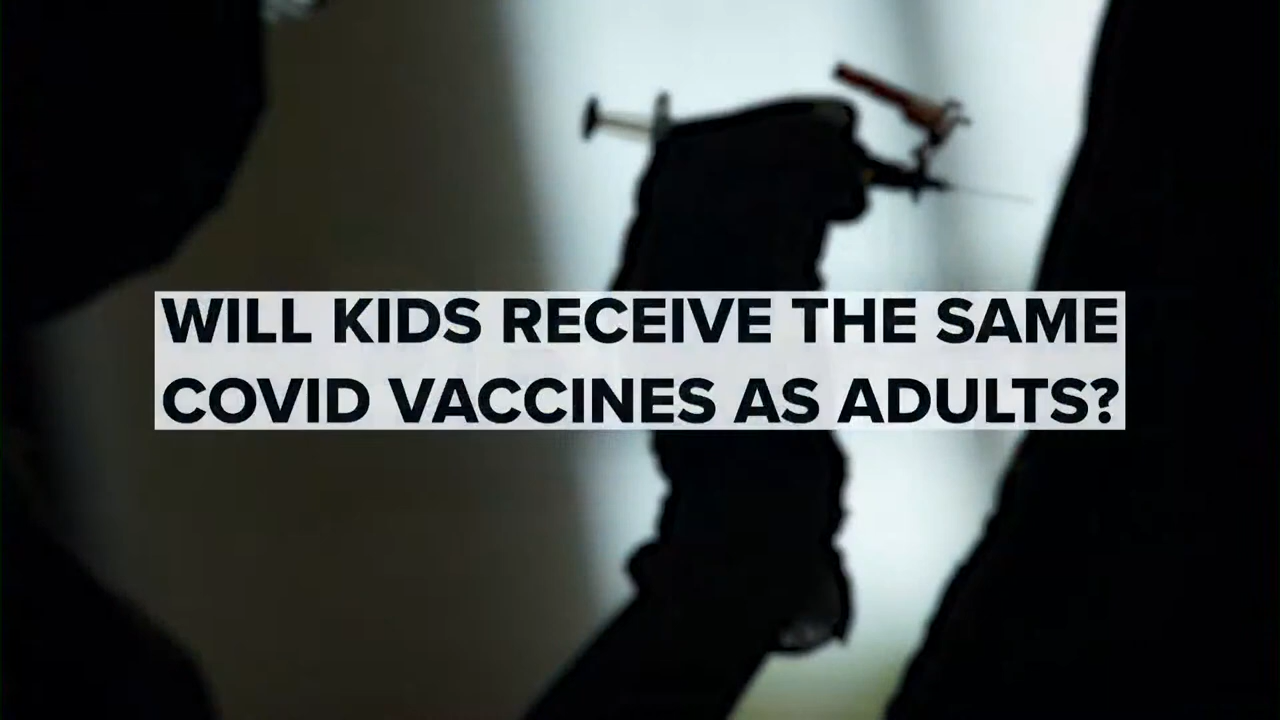 WILL KIDS RECEIVE THE SAME
COVID VACCINES AS ADULTS?